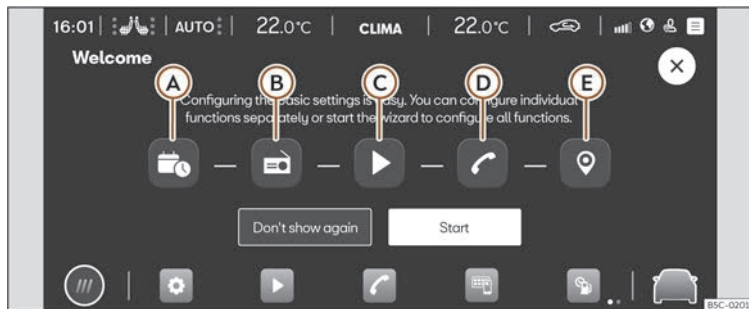 16:01 AUTO 22.0°C CLIMA 22.0°C
Welcome
A B C D E
Configuring the basic settings is easy. You can configure individual
functions separately or start the wizard to configure all functions.
Don't show again Start
B5C-0201